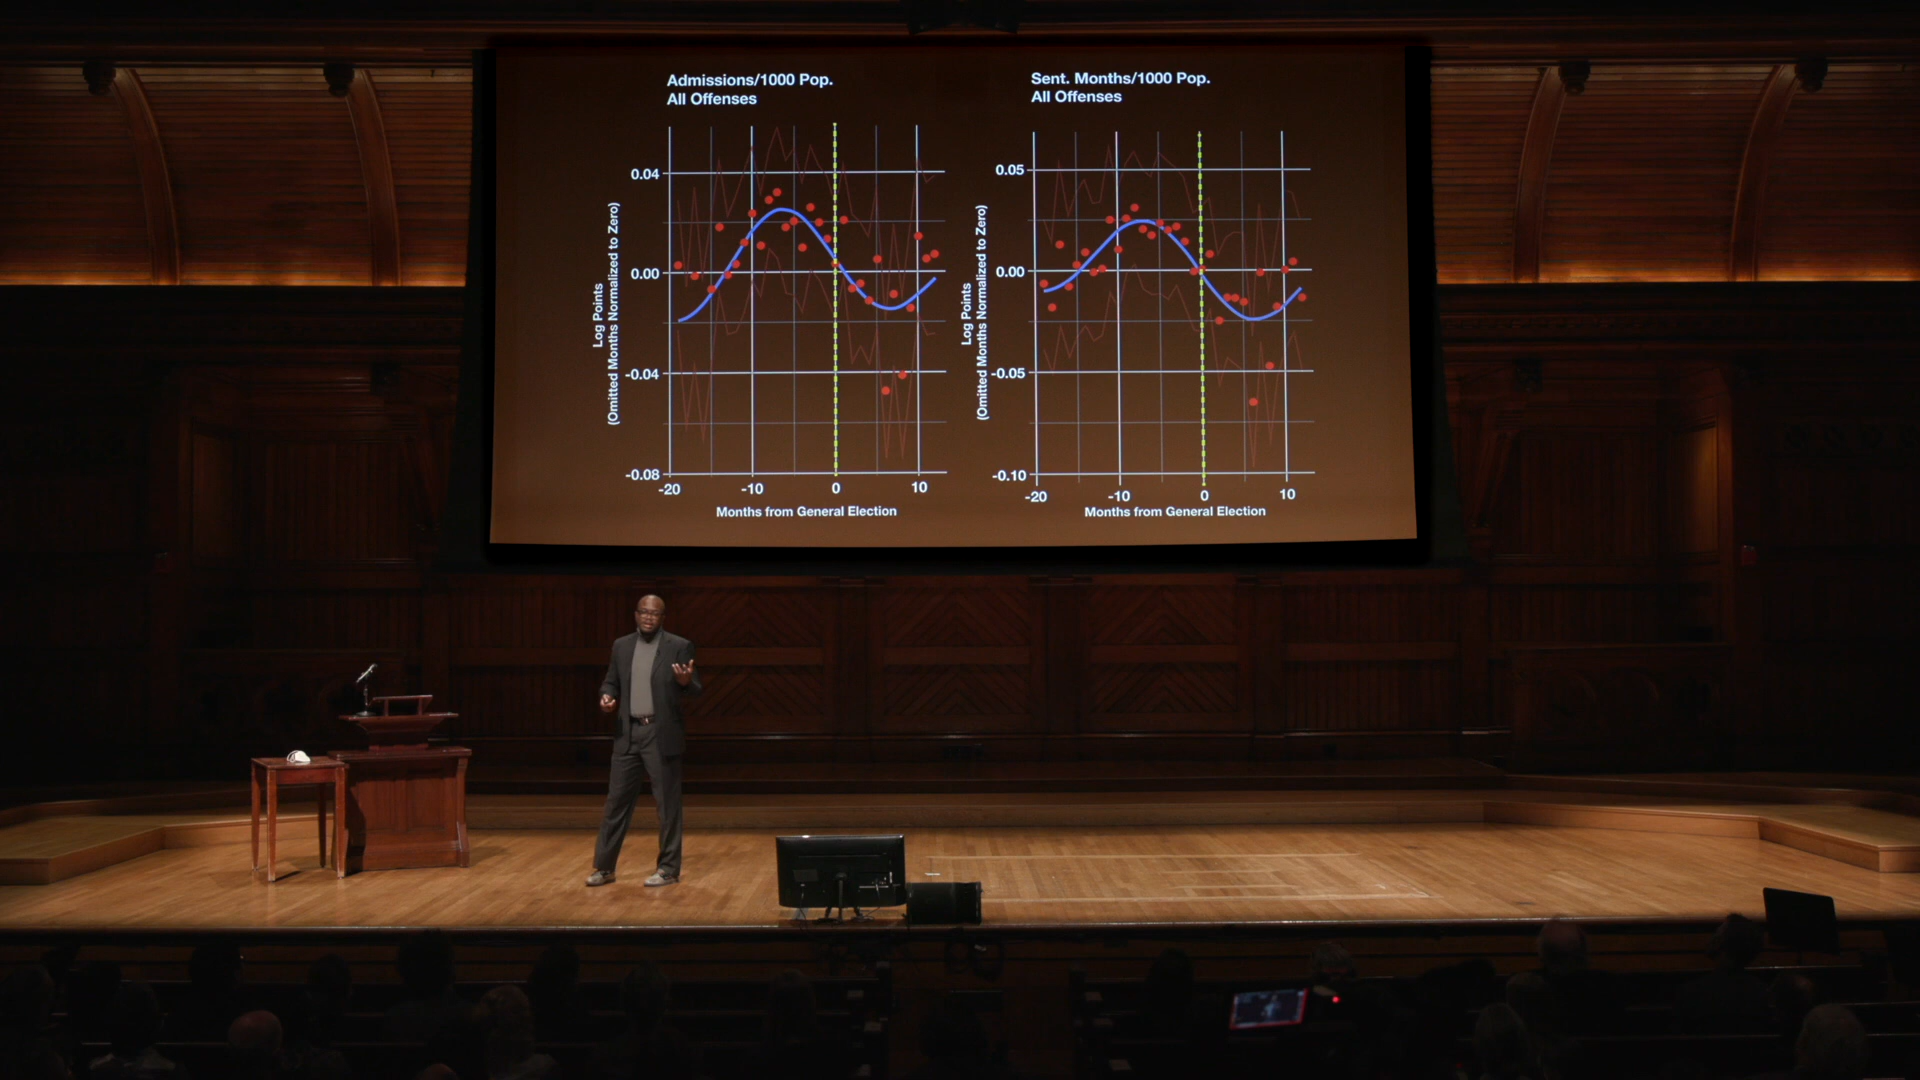 Admissions/1000 Pop.
All Offenses
0.04
0.00
-0.04
-0.08
Log Points
(Omitted Months Normalized to Zero)
-20
-10
0
10
Months from General Election
Sent. Months/1000 Pop.
All Offenses
0.05
0.00
-0.05
-0.10
Log Points
(Omitted Months Normalized to Zero)
-20
-10
0
10
Months from General Election